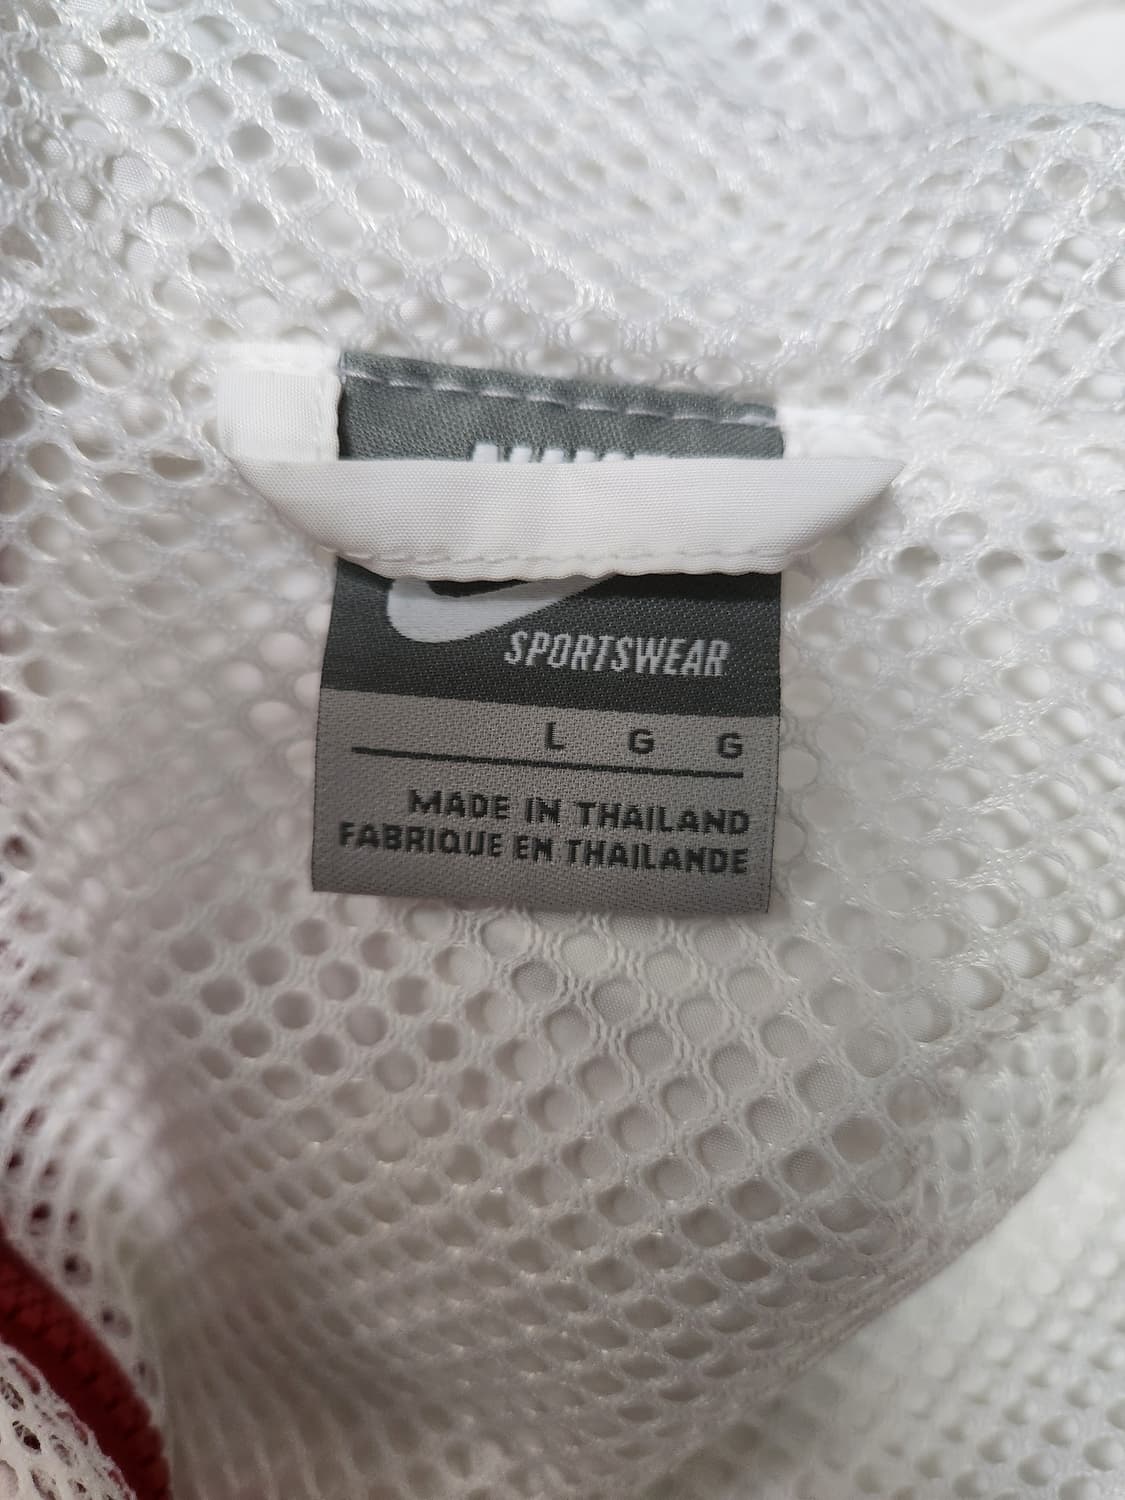 SPORTSWEAR
L G G
MADE IN THAILAND
FABRIQUE EN THAILANDE